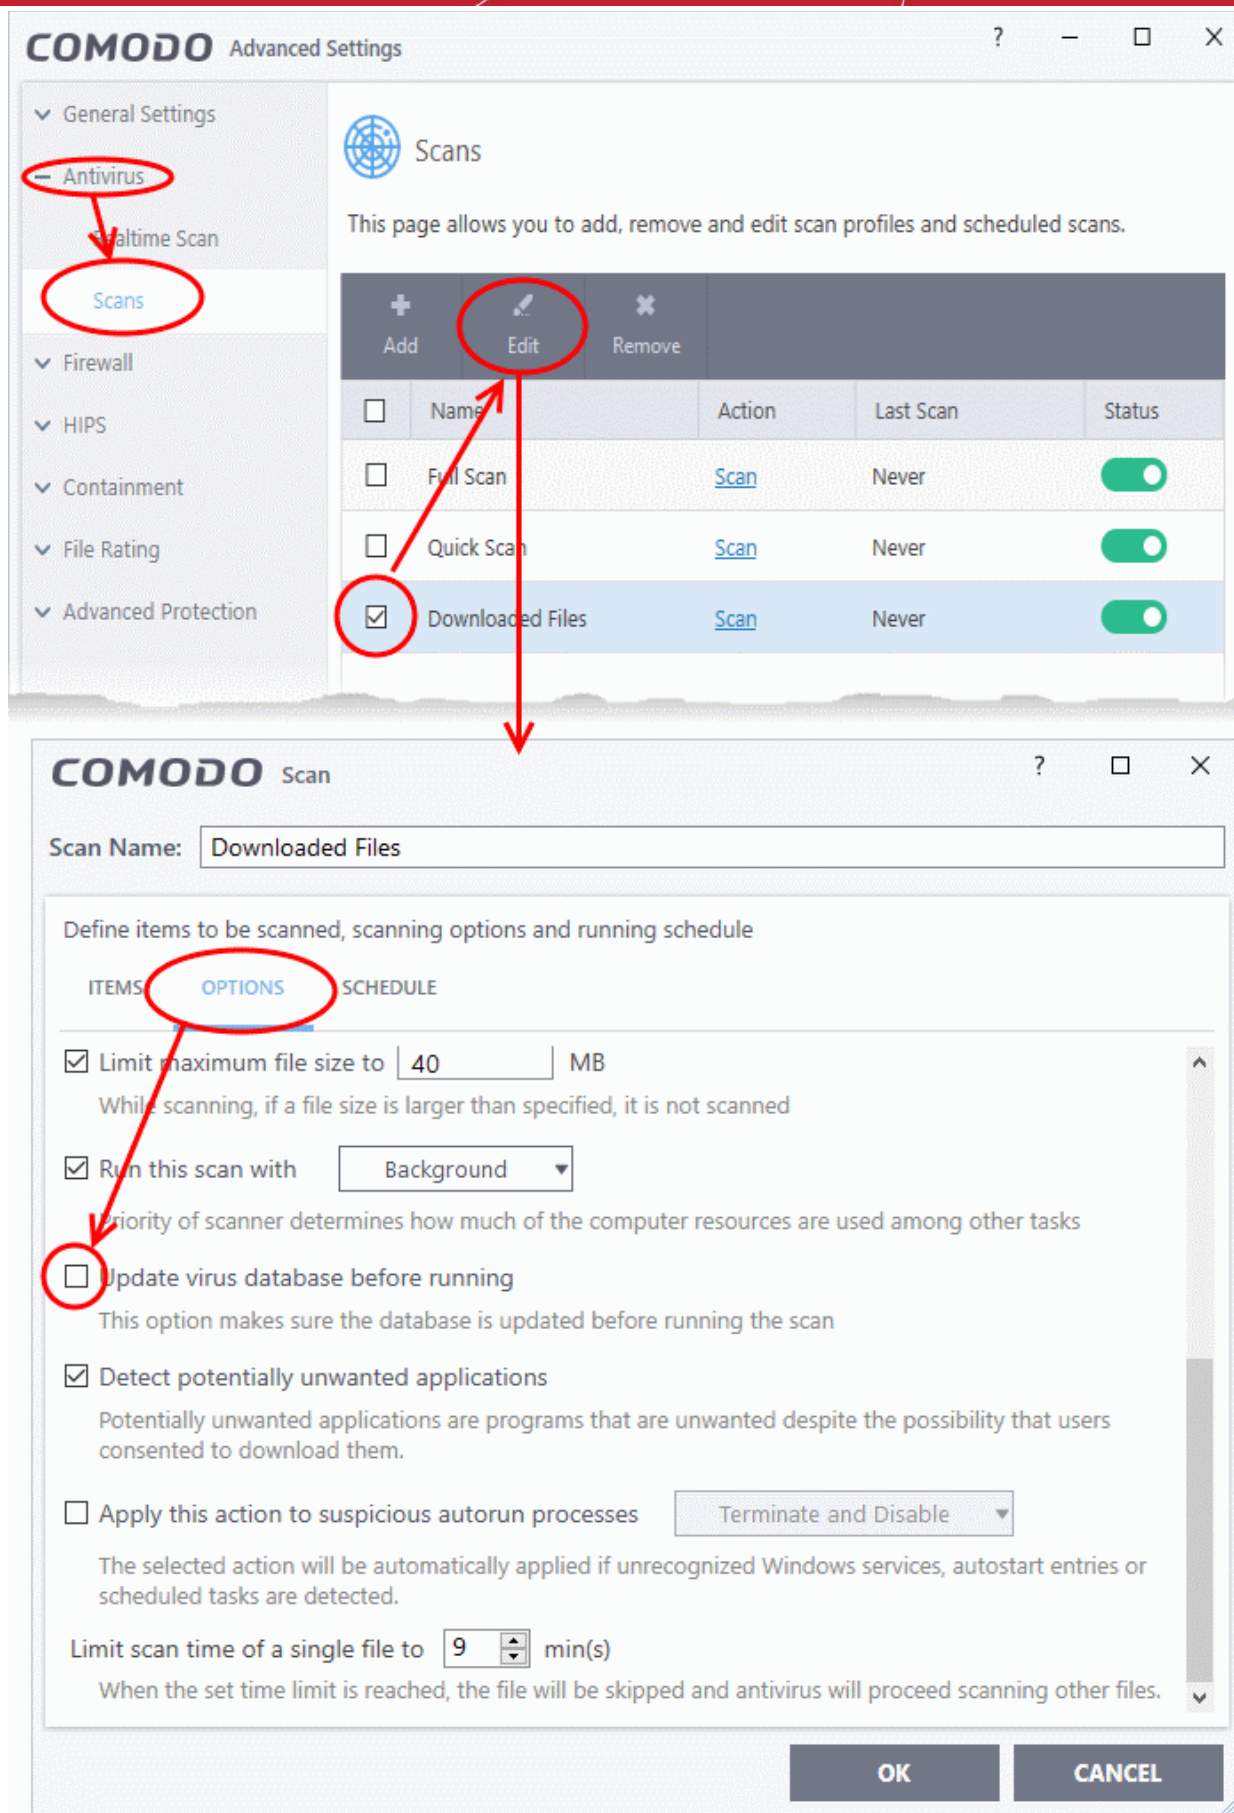 COMODO Advanced Settings ?
General Settings
Antivirus
Realtime Scan
Scans
Firewall
HIPS
Containment
File Rating
Advanced Protection
Scans
This page allows you to add, remove and edit scan profiles and scheduled scans.
Add Edit Remove
Name Action Last Scan Status
Full Scan Scan Never
Quick Scan Scan Never
Downloaded Files Scan Never
COMODO Scan ?
Scan Name: Downloaded Files
Define items to be scanned, scanning options and running schedule
ITEMS OPTIONS SCHEDULE
Limit maximum file size to 40 MB
While scanning, if a file size is larger than specified, it is not scanned
Run this scan with Background
Priority of scanner determines how much of the computer resources are used among other tasks
Update virus database before running
This option makes sure the database is updated before running the scan
Detect potentially unwanted applications
Potentially unwanted applications are programs that are unwanted despite the possibility that users
consented to download them.
Apply this action to suspicious autorun processes Terminate and Disable
The selected action will be automatically applied if unrecognized Windows services, autostart entries or
scheduled tasks are detected.
Limit scan time of a single file to 9 min(s)
When the set time limit is reached, the file will be skipped and antivirus will proceed scanning other files.
OK CANCEL